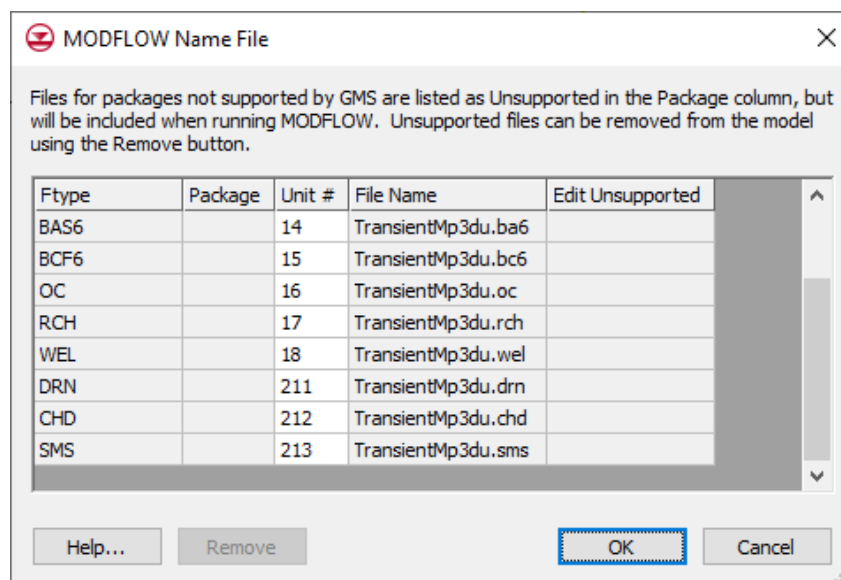 MODFLOW Name File
Files for packages not supported by GMS are listed as Unsupported in the Package column, but
will be included when running MODFLOW. Unsupported files can be removed from the model
using the Remove button.
Ftype Package Unit # File Name Edit Unsupported
BAS6 14 TransientMp3du.ba6
BCF6 15 TransientMp3du.bc6
OC 16 TransientMp3du.oc
RCH 17 TransientMp3du.rch
WEL 18 TransientMp3du.wel
DRN 211 TransientMp3du.drn
CHD 212 TransientMp3du.chd
SMS 213 TransientMp3du.sms
Help... Remove OK Cancel